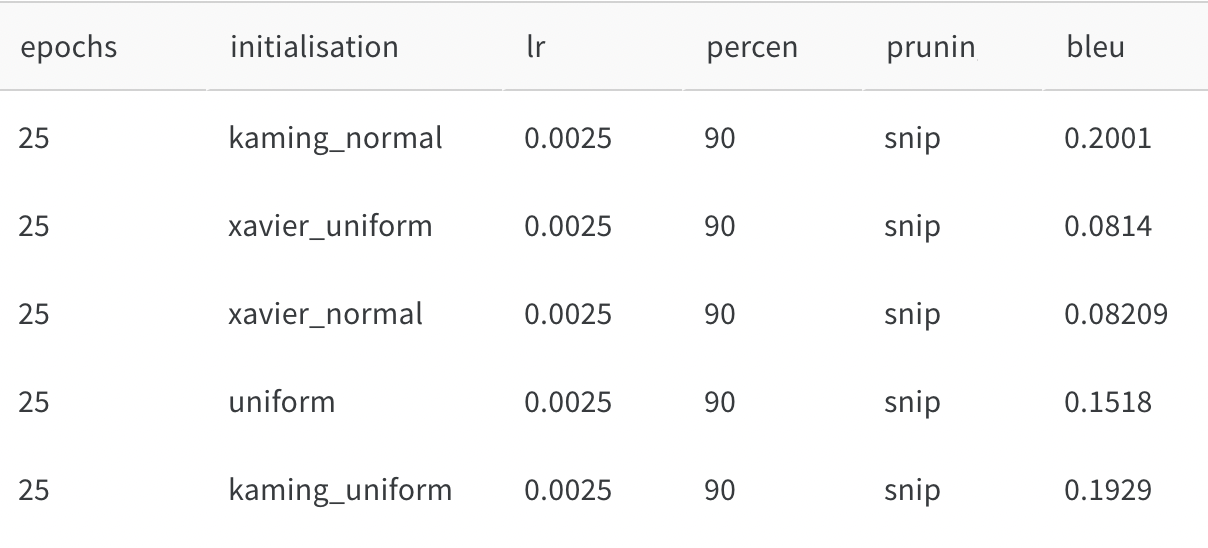 epochs initialisation lr percen prunin bleu
25 kaming_normal 0.0025 90 snip 0.2001
25 xavier_uniform 0.0025 90 snip 0.0814
25 xavier_normal 0.0025 90 snip 0.08209
25 uniform 0.0025 90 snip 0.1518
25 kaming_uniform 0.0025 90 snip 0.1929